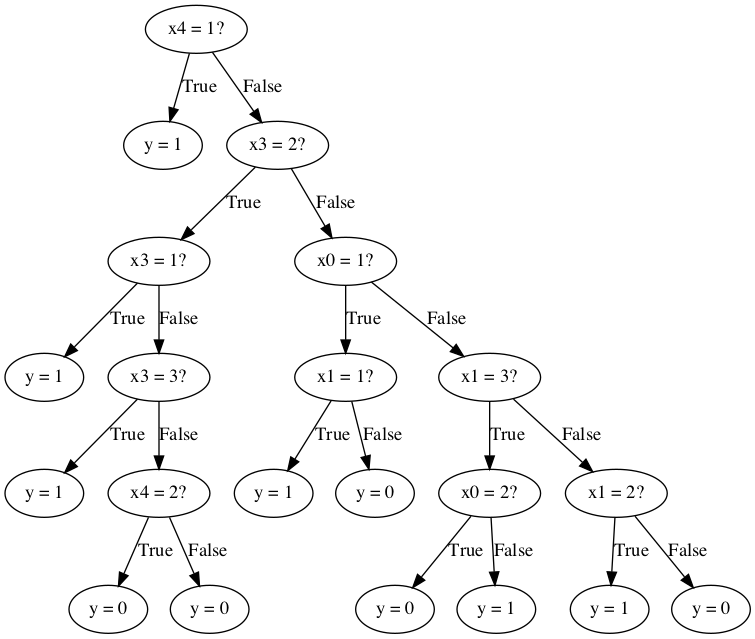 x4 = 1?
True
False
y = 1
x3 = 2?
True
False
x3 = 1?
x0 = 1?
True
False
True
False
y = 1
x3 = 3?
x1 = 1?
x1 = 3?
True
False
True
False
True
False
y = 1
x4 = 2?
y = 1
y = 0
x0 = 2?
x1 = 2?
True
False
True
False
True
False
y = 0
y = 0
y = 0
y = 1
y = 1
y = 0